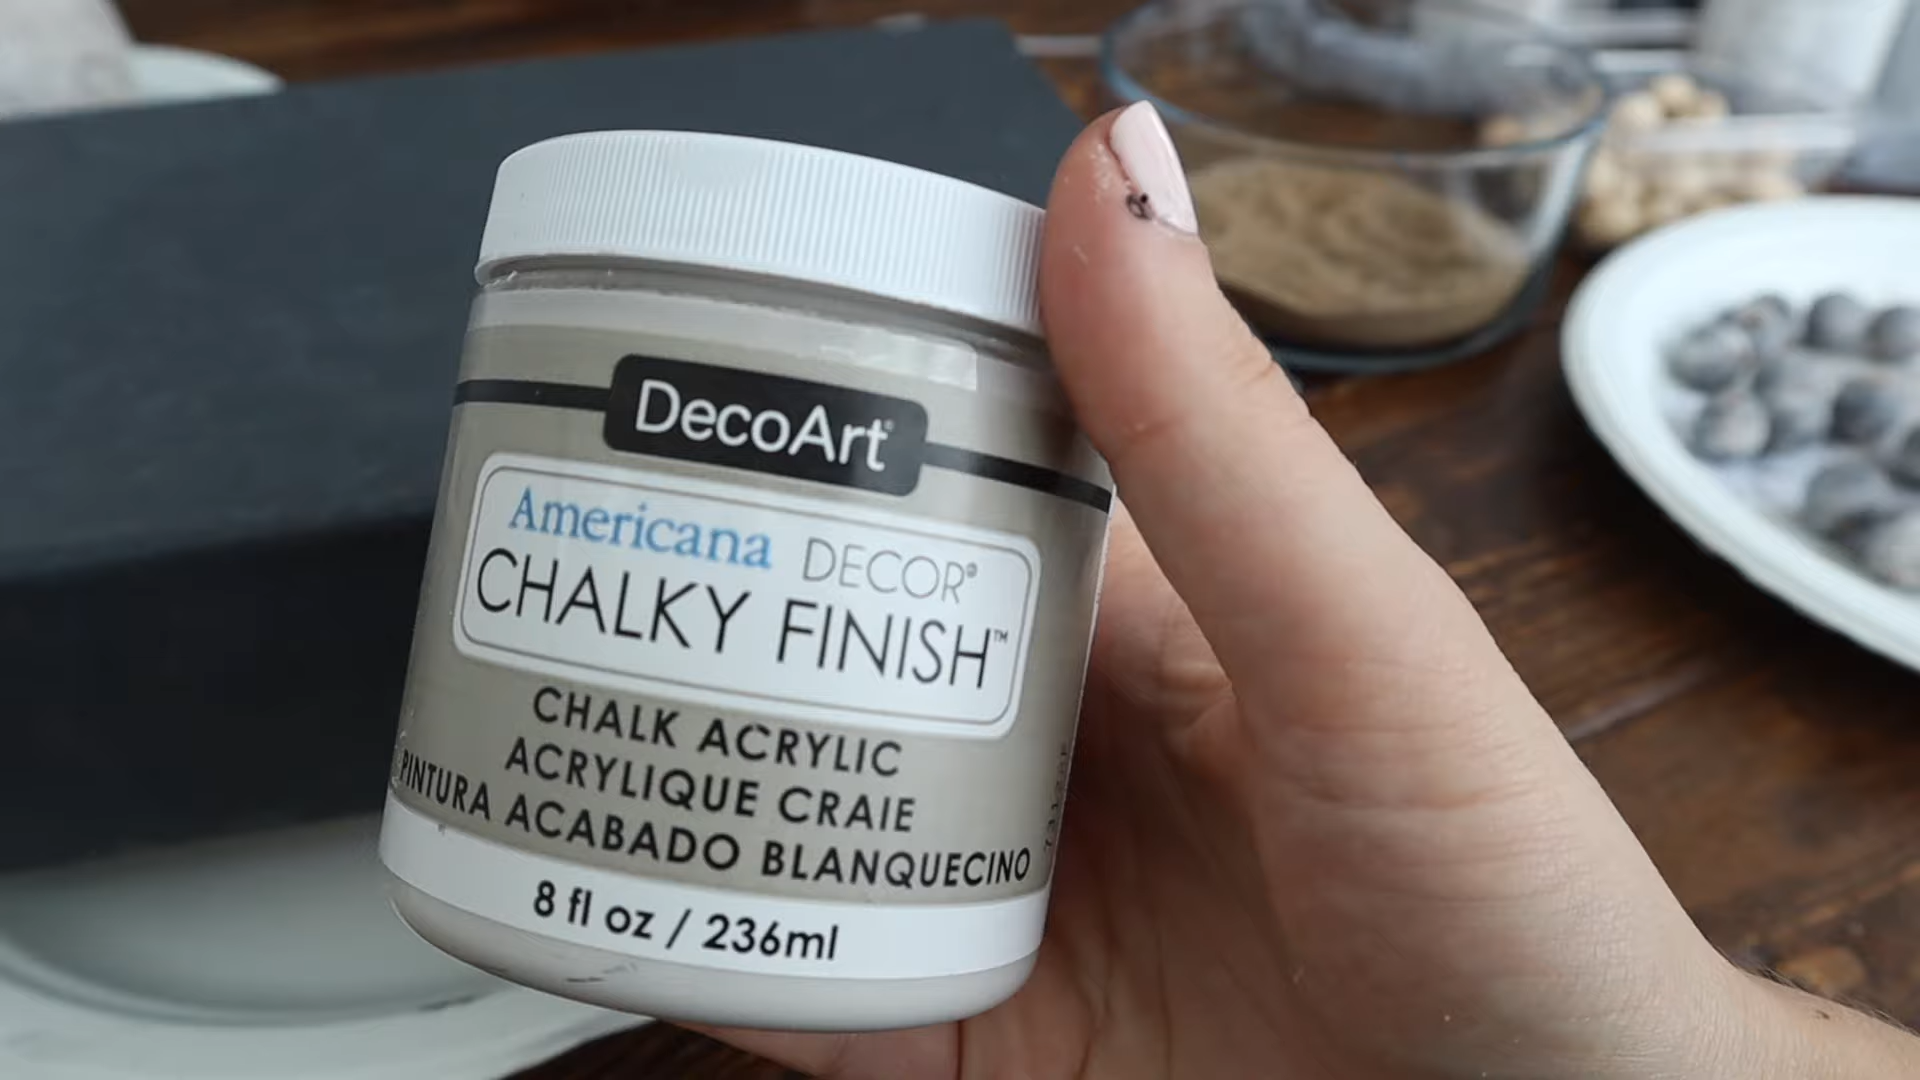 DecoArt®
Americana DECOR®
CHALKY FINISH™
CHALK ACRYLIC
ACRYLIQUE CRAIE
PINTURA ACABADO BLANQUECINO
8 fl oz / 236ml